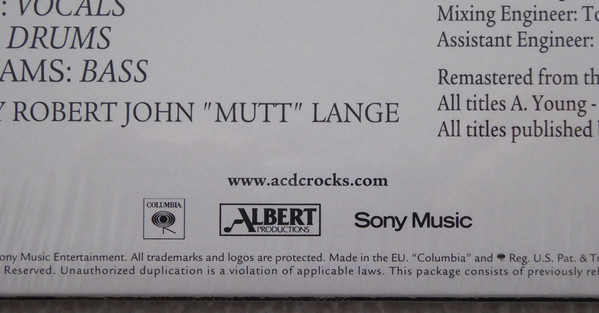 : VOCALS
DRUMS
AMS: BASS
Y ROBERT JOHN "MUTT" LANGE
Mixing Engineer: To
Assistant Engineer:
Remastered from th
All titles A. Young -
All titles published
www.acdcrocks.com
COLUMBIA
ALBERT
PRODUCTIONS
Sony Music
ony Music Entertainment. All trademarks and logos are protected. Made in the EU. “Columbia” and Reg. U.S. Pat. & T
Reserved. Unauthorized duplication is a violation of applicable laws. This package consists of previously rel